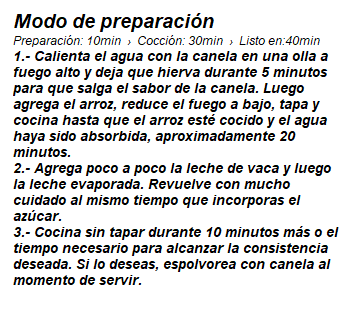 Modo de preparación
Preparación: 10min › Cocción: 30min › Listo en:40min
1.- Calienta el agua con la canela en una olla a
fuego alto y deja que hierva durante 5 minutos
para que salga el sabor de la canela. Luego
agrega el arroz, reduce el fuego a bajo, tapa y
cocina hasta que el arroz esté cocido y el agua
haya sido absorbida, aproximadamente 20
minutos.
2.- Agrega poco a poco la leche de vaca y luego
la leche evaporada. Revuelve con mucho
cuidado al mismo tiempo que incorporas el
azúcar.
3.- Cocina sin tapar durante 10 minutos más o el
tiempo necesario para alcanzar la consistencia
deseada. Si lo deseas, espolvorea con canela al
momento de servir.